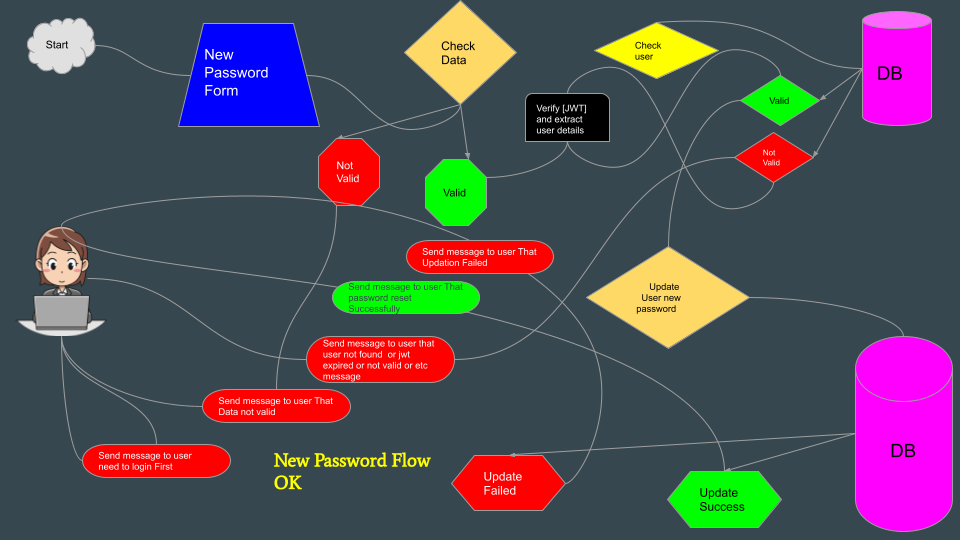 Start
New
Password
Form
Check
Data
Check
user
DB
Verify [JWT]
and extract
user details
Valid
Not
Valid
Not
Valid
Valid
Send message to user That
Updation Failed
Send message to user That
password reset
Successfully
Update
User new
password
Send message to user that
user not found or jwt
expired or not valid or etc
message
Send message to user That
Data not valid
Send message to user
need to login First
New Password Flow
OK
Update
Failed
Update
Success
DB